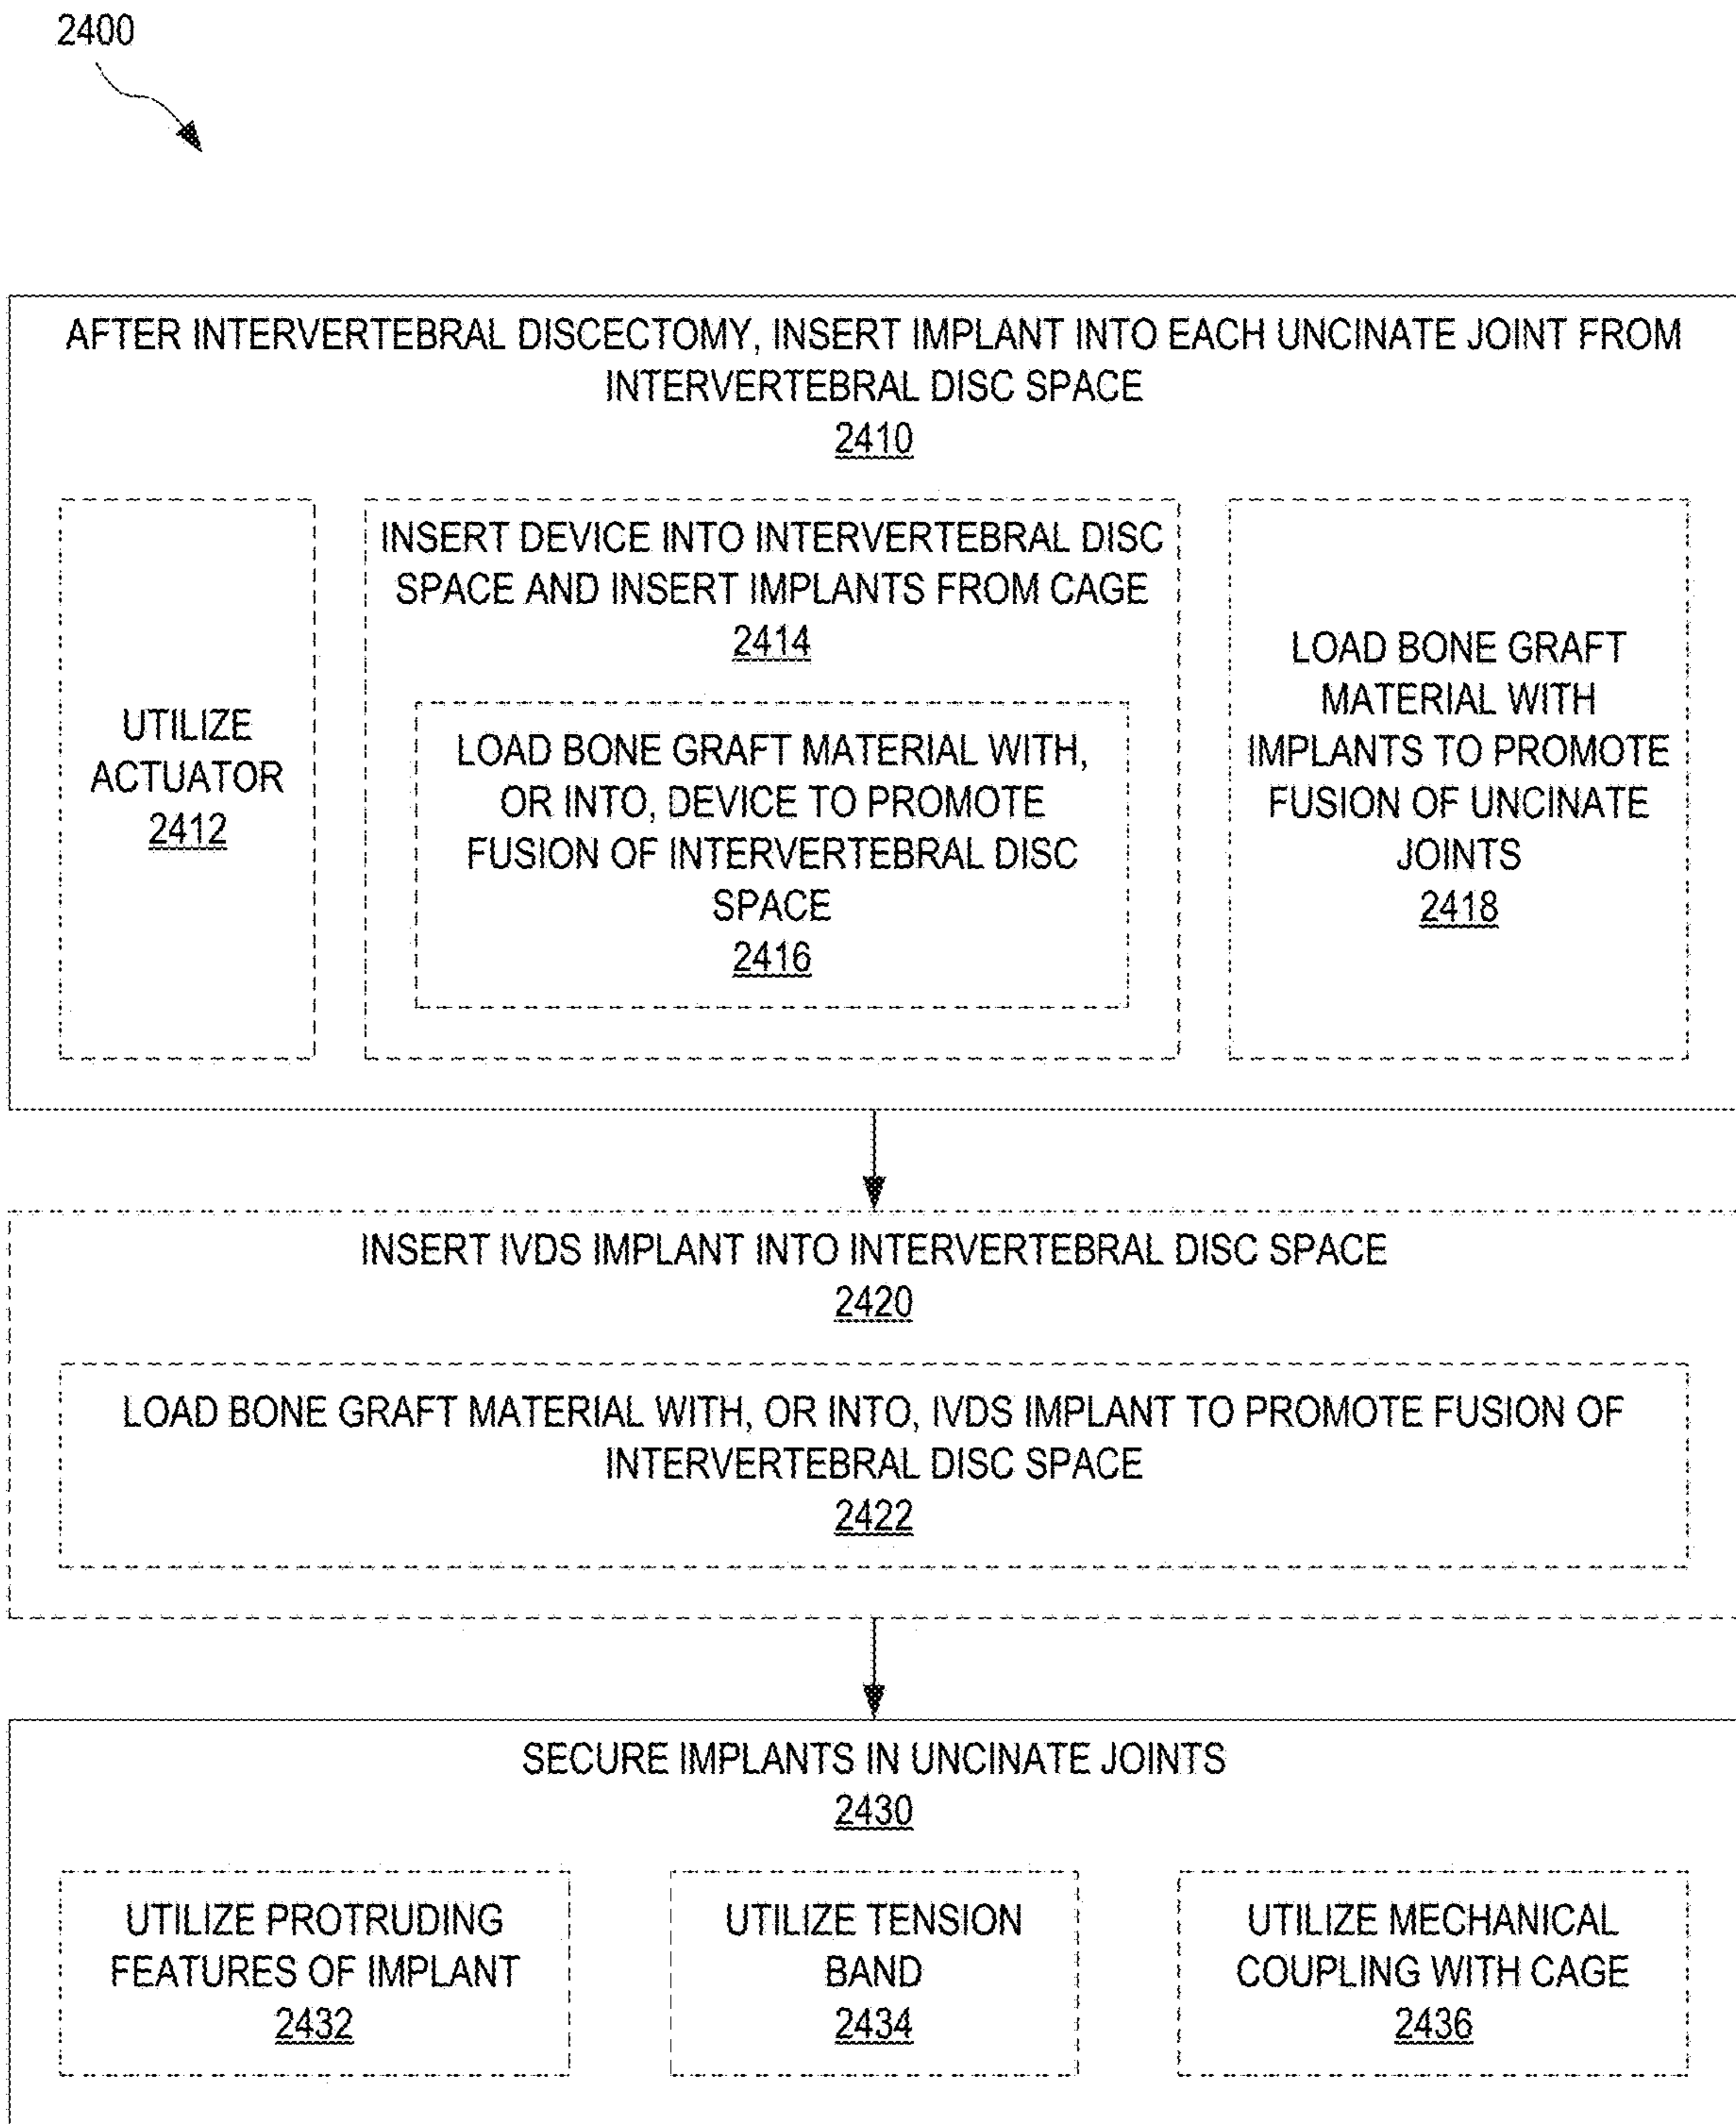 2400
AFTER INTERVERTEBRAL DISCECTOMY, INSERT IMPLANT INTO EACH UNCINATE JOINT FROM
INTERVERTEBRAL DISC SPACE
2410
UTILIZE
ACTUATOR
2412
INSERT DEVICE INTO INTERVERTEBRAL DISC
SPACE AND INSERT IMPLANTS FROM CAGE
2414
LOAD BONE GRAFT MATERIAL WITH,
OR INTO, DEVICE TO PROMOTE
FUSION OF INTERVERTEBRAL DISC
SPACE
2416
LOAD BONE GRAFT
MATERIAL WITH
IMPLANTS TO PROMOTE
FUSION OF UNCINATE
JOINTS
2418
INSERT IVDS IMPLANT INTO INTERVERTEBRAL DISC SPACE
2420
LOAD BONE GRAFT MATERIAL WITH, OR INTO, IVDS IMPLANT TO PROMOTE FUSION OF
INTERVERTEBRAL DISC SPACE
2422
SECURE IMPLANTS IN UNCINATE JOINTS
2430
UTILIZE PROTRUDING
FEATURES OF IMPLANT
2432
UTILIZE TENSION
BAND
2434
UTILIZE MECHANICAL
COUPLING WITH CAGE
2436